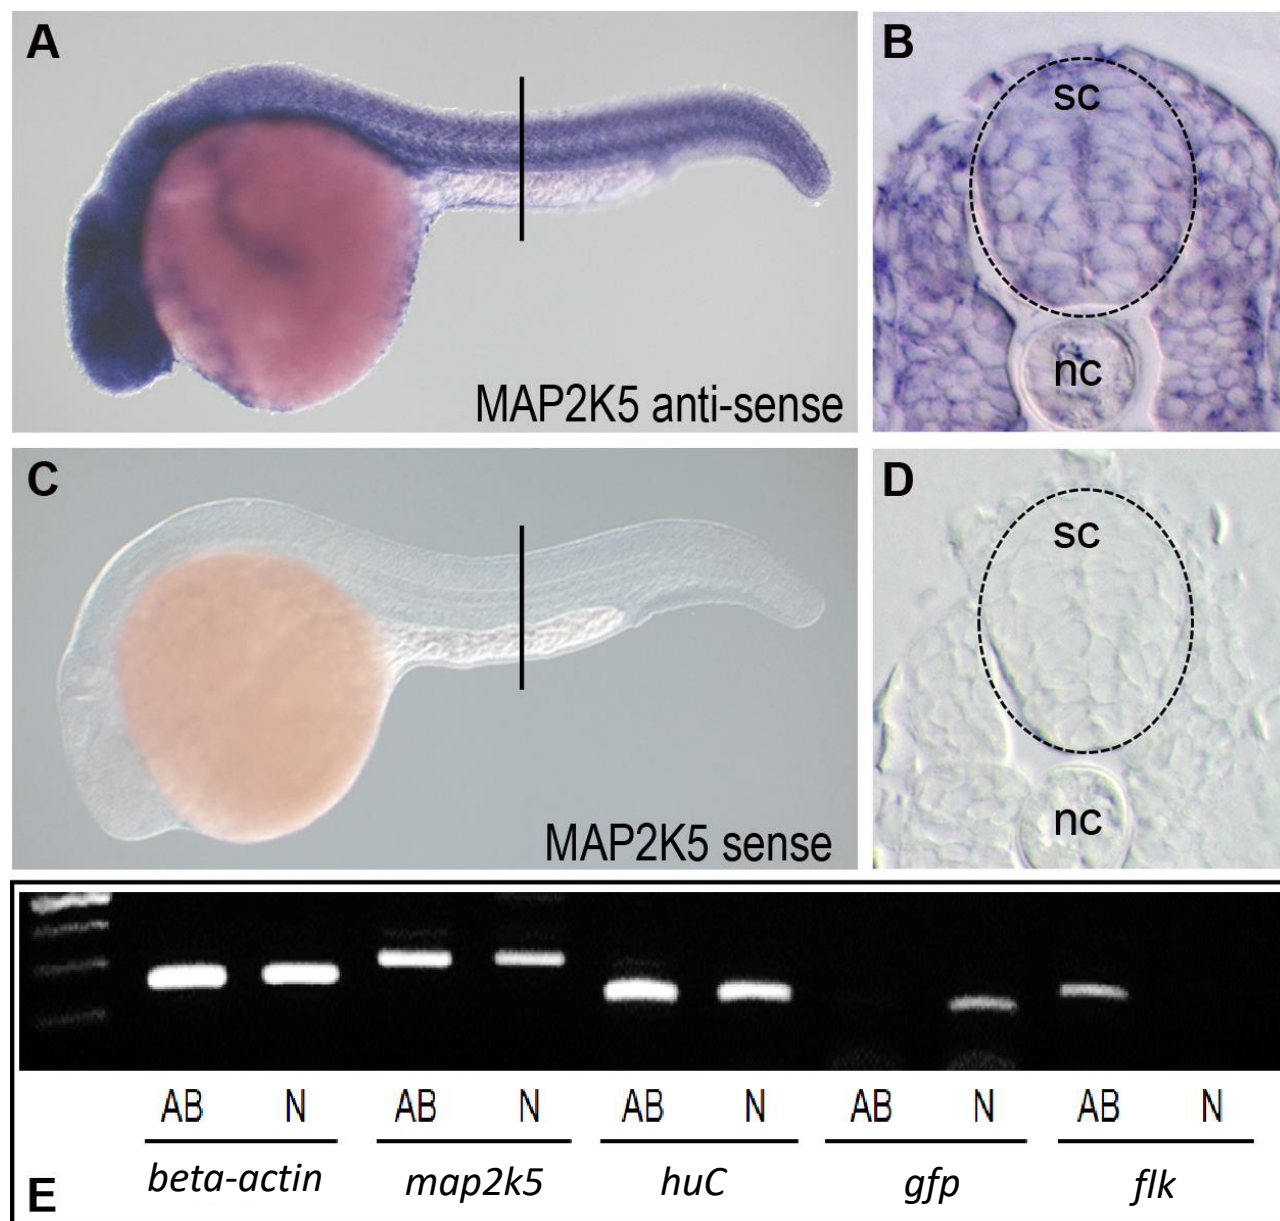 A
B
sc
nc
MAP2K5 anti-sense
C
D
sc
nc
MAP2K5 sense
AB N AB N AB N AB N AB N
beta-actin map2k5 huC gfp flk
E